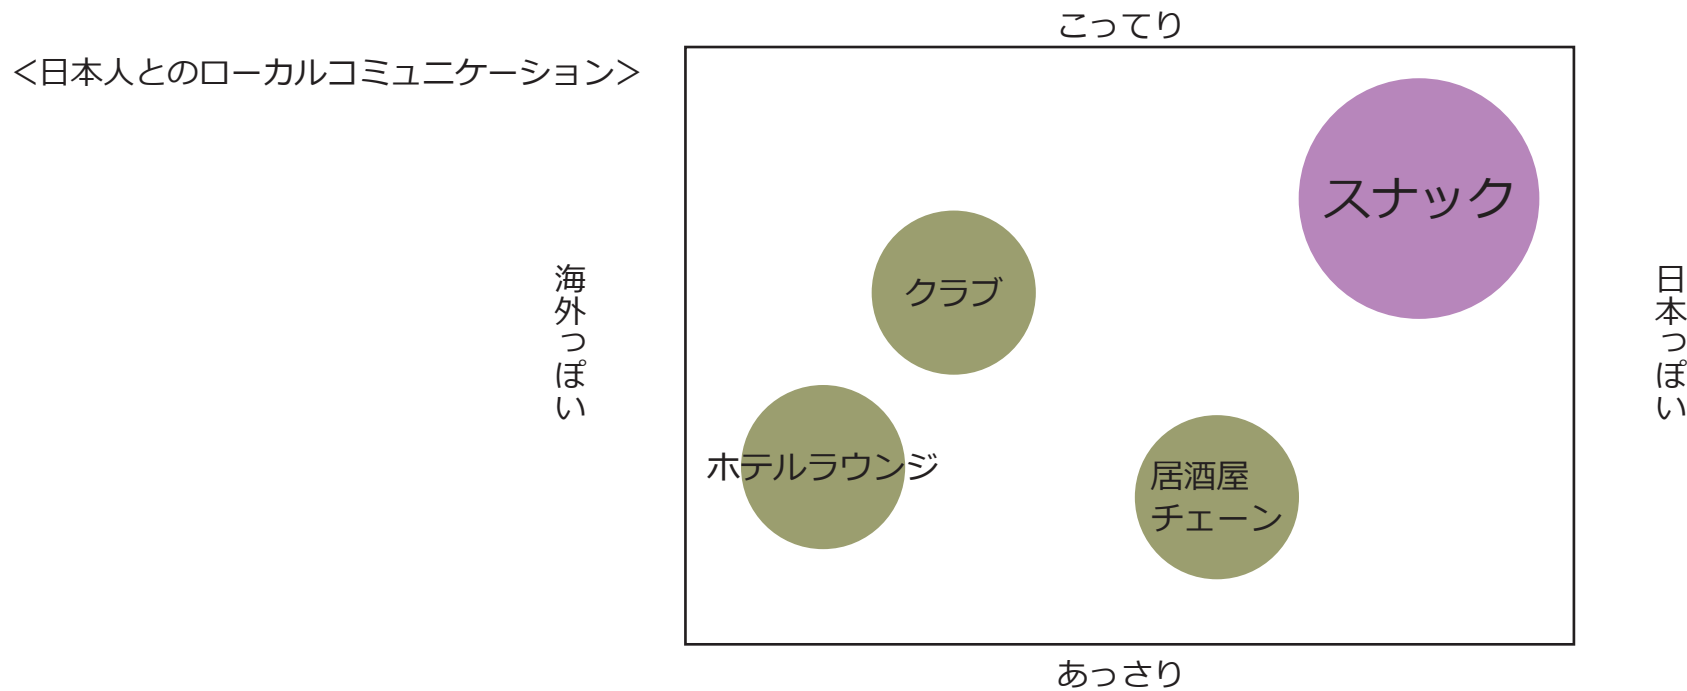 こってり
<日本人とのローカルコミュニケーション>
スナック
海外っぽい
クラブ
日本っぽい
ホテルラウンジ
居酒屋
チェーン
あっさり